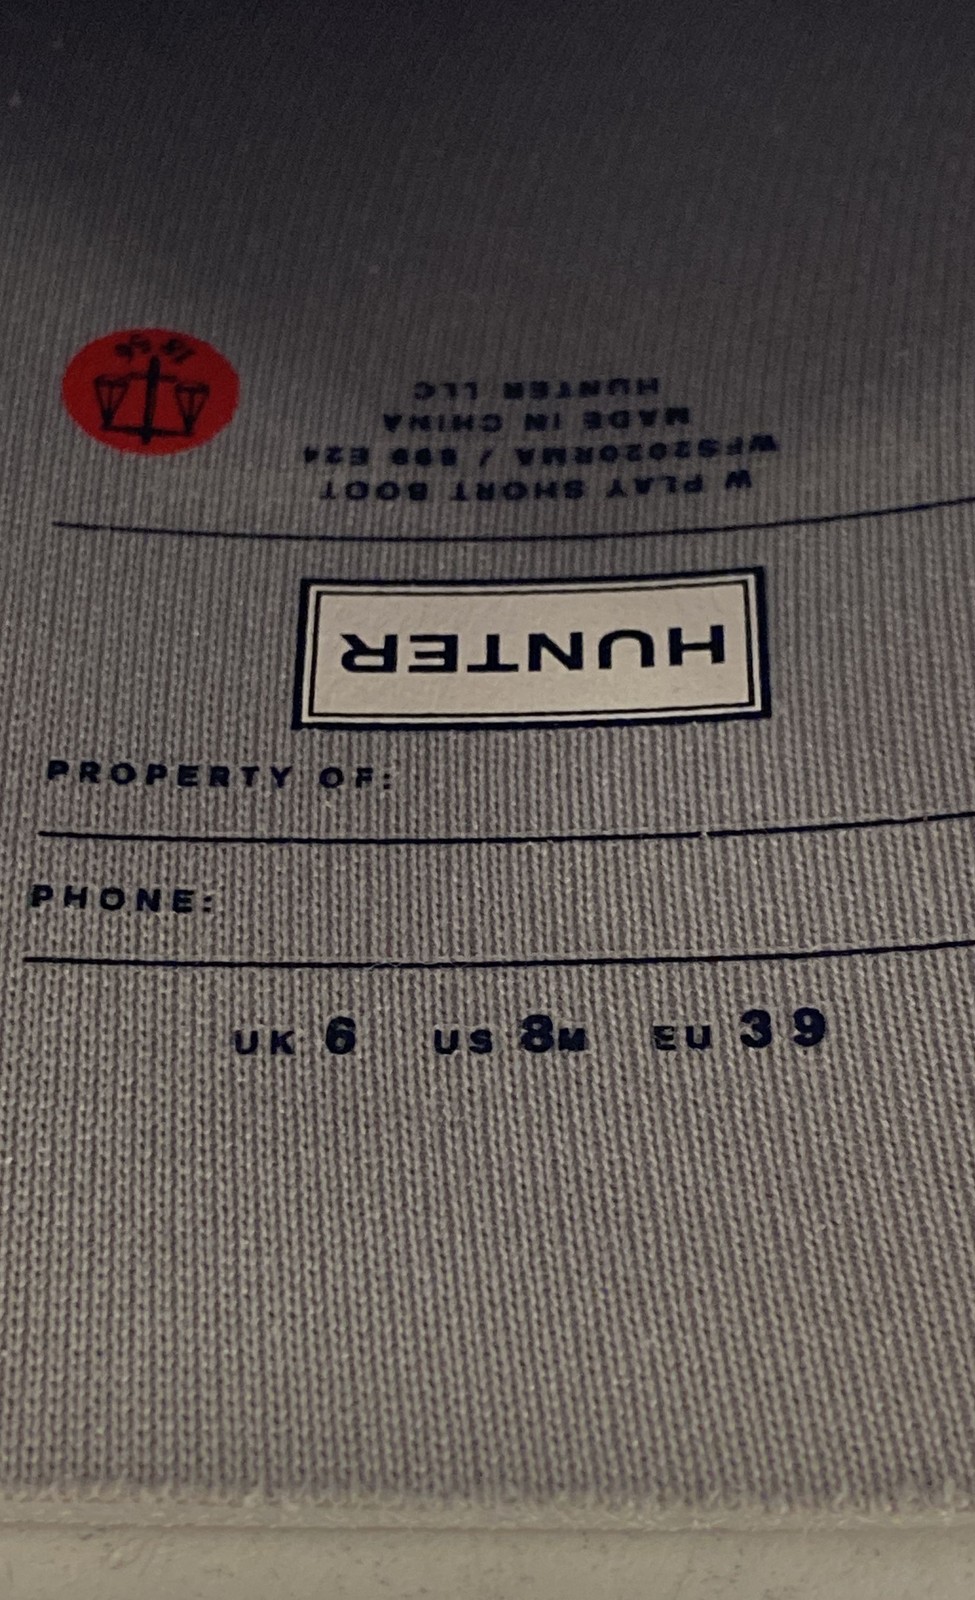 W PLAY SHORT BOOT
WFS2020RMA / 899 E24
MADE IN CHINA
HUNTER LLC
HUNTER
PROPERTY OF:
PHONE:
UK 6 US 8M EU 39